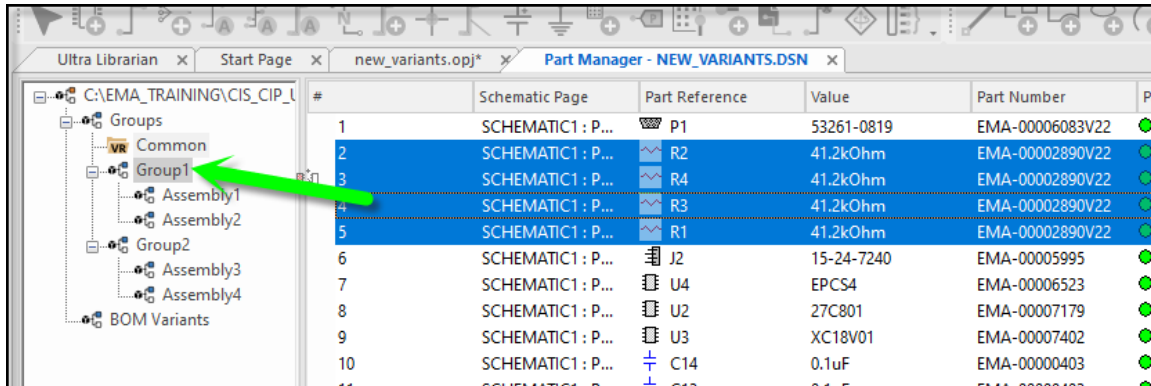 Ultra Librarian × Start Page × new_variants.opj* × Part Manager - NEW_VARIANTS.DSN ×
C:\EMA_TRAINING\CIS_CIP_U
Groups
VR Common
Group1
Assembly1
Assembly2
Group2
Assembly3
Assembly4
BOM Variants
# Schematic Page Part Reference Value Part Number P
1 SCHEMATIC1 : P... P1 53261-0819 EMA-00006083V22
2 SCHEMATIC1 : P... R2 41.2kOhm EMA-00002890V22
3 SCHEMATIC1 : P... R4 41.2kOhm EMA-00002890V22
4 SCHEMATIC1 : P... R3 41.2kOhm EMA-00002890V22
5 SCHEMATIC1 : P... R1 41.2kOhm EMA-00002890V22
6 SCHEMATIC1 : P... J2 15-24-7240 EMA-00005995
7 SCHEMATIC1 : P... U4 EPCS4 EMA-00006523
8 SCHEMATIC1 : P... U2 27C801 EMA-00007179
9 SCHEMATIC1 : P... U3 XC18V01 EMA-00007402
10 SCHEMATIC1 : P... C14 0.1uF EMA-00000403